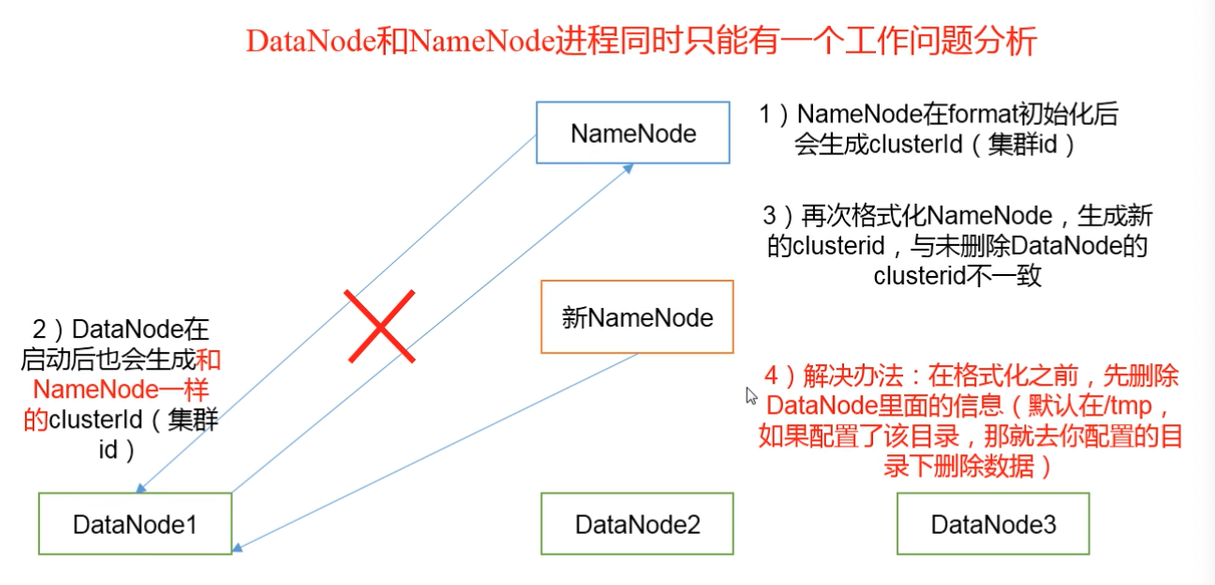 DataNode和NameNode进程同时只能有一个工作问题分析
NameNode
1）NameNode在format初始化后
会生成clusterId（集群id）
3）再次格式化NameNode，生成新
的clusterid，与未删除DataNode的
clusterid不一致
新NameNode
2）DataNode在
启动后也会生成和
NameNode一样
的clusterId（集群
id）
4）解决办法：在格式化之前，先删除
DataNode里面的信息（默认在/tmp，
如果配置了该目录，那就去你配置的目
录下删除数据）
DataNode1
DataNode2
DataNode3